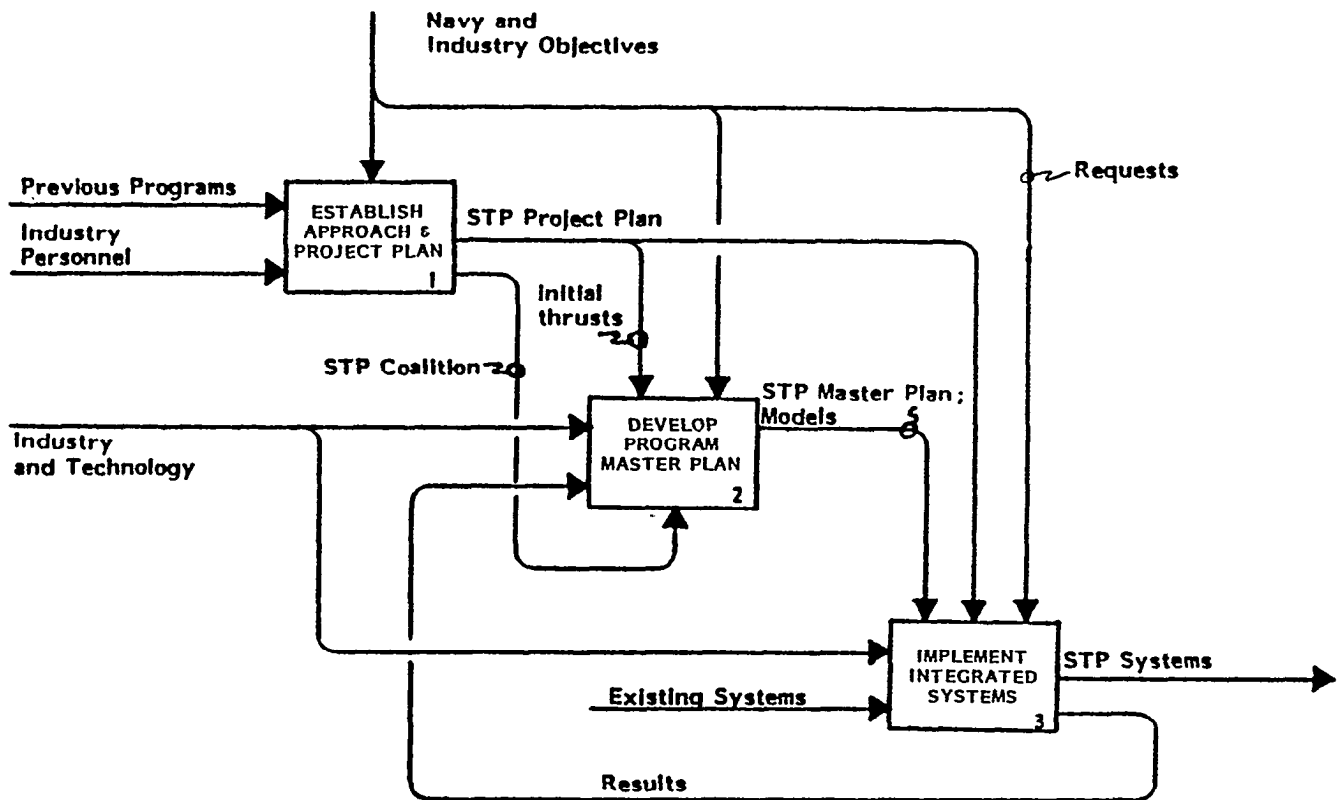 Navy and
Industry Objectives
Requests
Previous Programs
Industry
Personnel
ESTABLISH
APPROACH &
PROJECT PLAN
1
STP Project Plan
Initial
thrusts
STP Coalition
STP Master Plan;
Models
Industry
and Technology
DEVELOP
PROGRAM
MASTER PLAN
2
Existing Systems
IMPLEMENT
INTEGRATED
SYSTEMS
3
STP Systems
Results